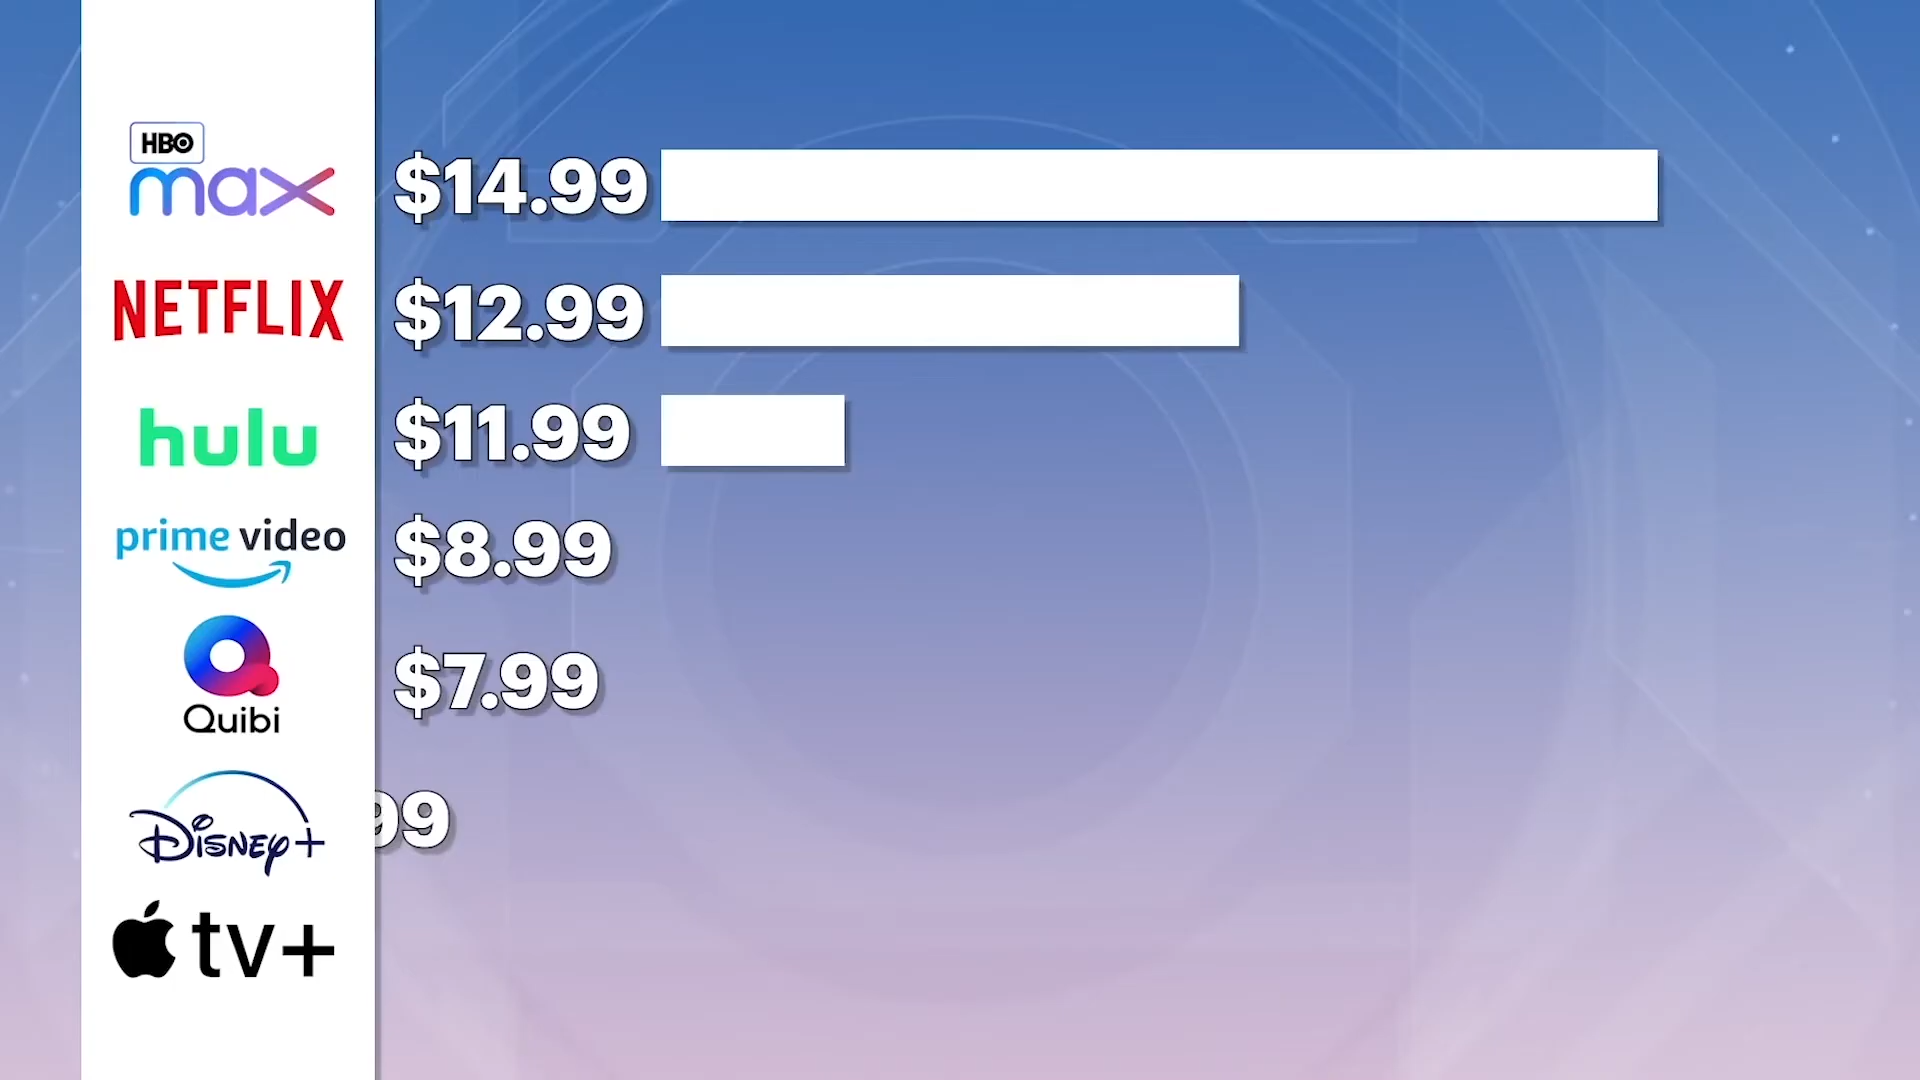 HBO
max
$14.99
NETFLIX
$12.99
hulu
$11.99
prime video
$8.99
Quibi
$7.99
Disney+
99
tv+